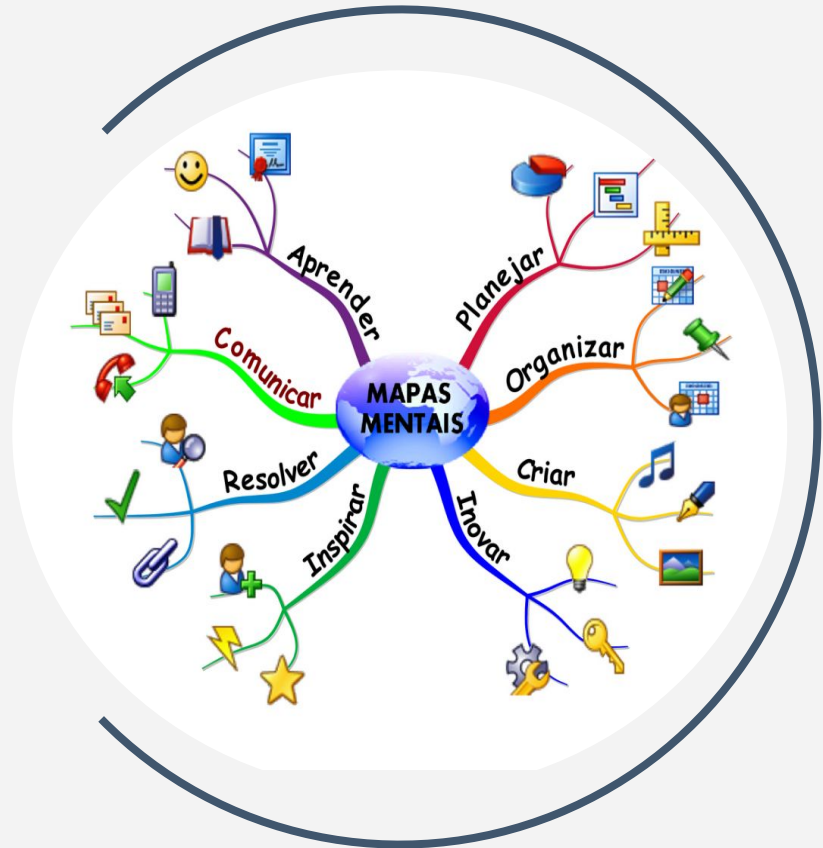 MAPAS
MENTAIS
Planejar
Organizar
Criar
Inovar
Inspirar
Resolver
Comunicar
Aprender